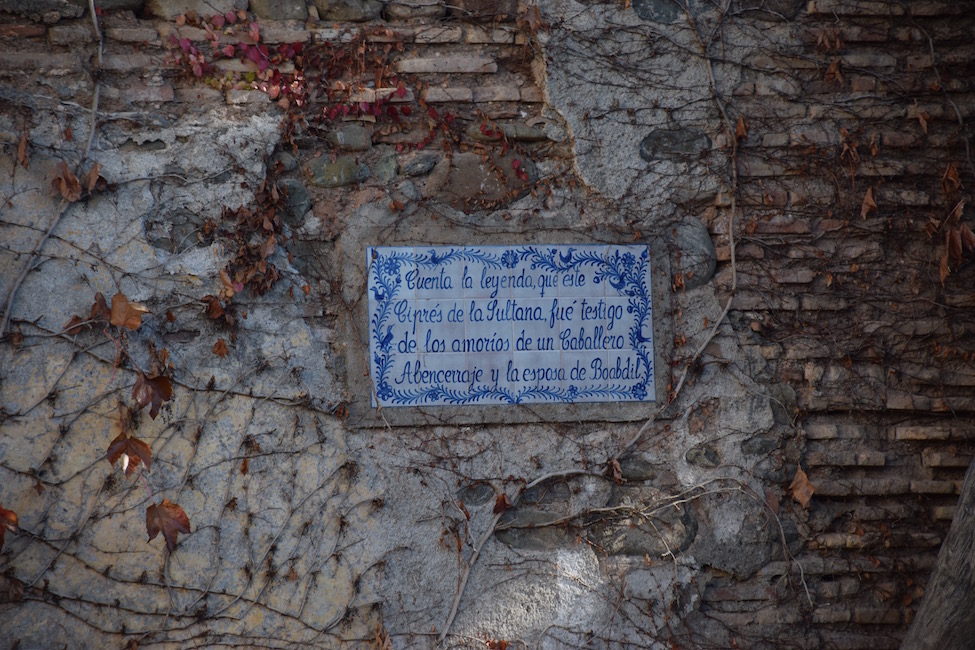 Cuenta la leyenda, que este
Ciprés de la Sultana, fué testigo
de los amoríos de un Caballero
Abencerraje y la esposa de Boabdil.